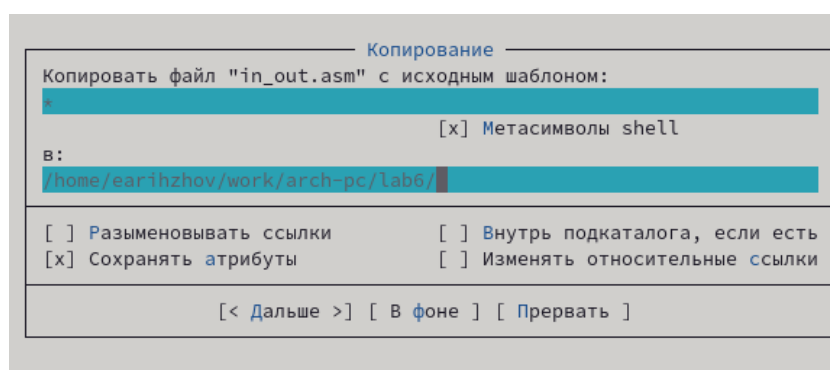 Копирование
Копировать файл "in_out.asm" с исходным шаблоном:
*
[x] Метасимволы shell
в:
/home/earihzhov/work/arch-pc/lab6/
[ ] Разыменовывать ссылки [ ] Внутрь подкаталога, если есть
[x] Сохранять атрибуты [ ] Изменять относительные ссылки
[< Дальше >] [ В фоне ] [ Прервать ]